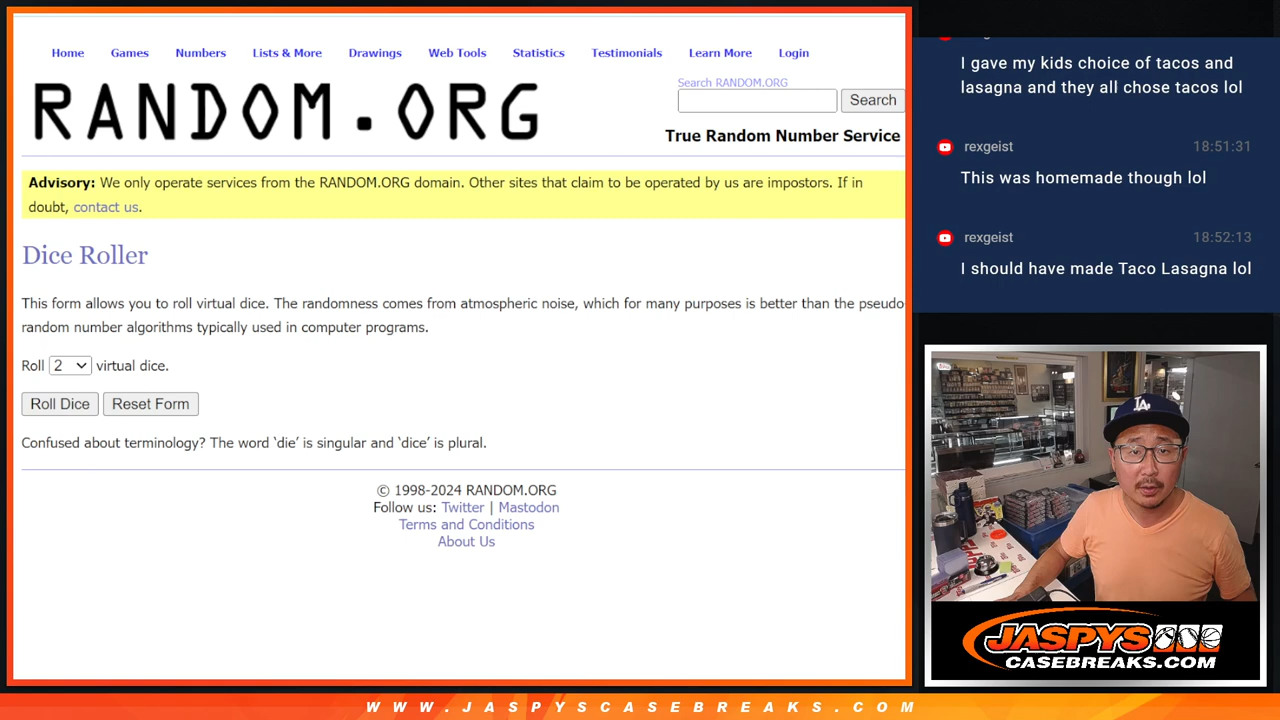 Home Games Numbers Lists & More Drawings Web Tools Statistics Testimonials Learn More Login
RANDOM.ORG
Search RANDOM.ORG
Search
True Random Number Service
Advisory: We only operate services from the RANDOM.ORG domain. Other sites that claim to be operated by us are impostors. If in
doubt, contact us.
Dice Roller
This form allows you to roll virtual dice. The randomness comes from atmospheric noise, which for many purposes is better than the pseudo-
random number algorithms typically used in computer programs.
Roll 2 virtual dice.
Roll Dice Reset Form
Confused about terminology? The word ‘die’ is singular and ‘dice’ is plural.
© 1998-2024 RANDOM.ORG
Follow us: Twitter | Mastodon
Terms and Conditions
About Us
I gave my kids choice of tacos and
lasagna and they all chose tacos lol
rexgeist 18:51:31
This was homemade though lol
rexgeist 18:52:13
I should have made Taco Lasagna lol
LA
JASPYS
CASEBREAKS.COM
WWW.JASPYSCASEBREAKS.COM